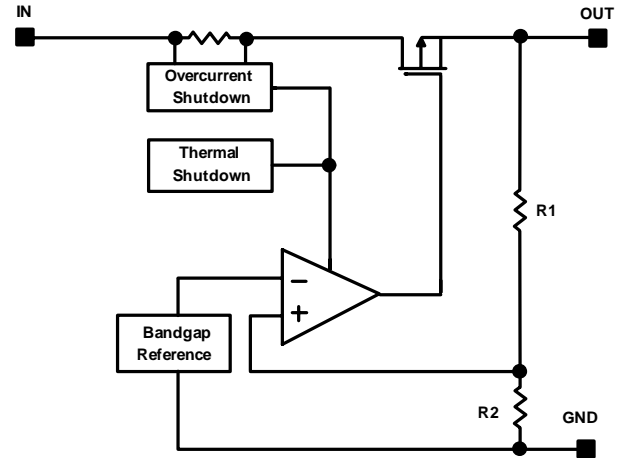 IN
OUT
Overcurrent
Shutdown
Thermal
Shutdown
R1
−
+
Bandgap
Reference
R2
GND